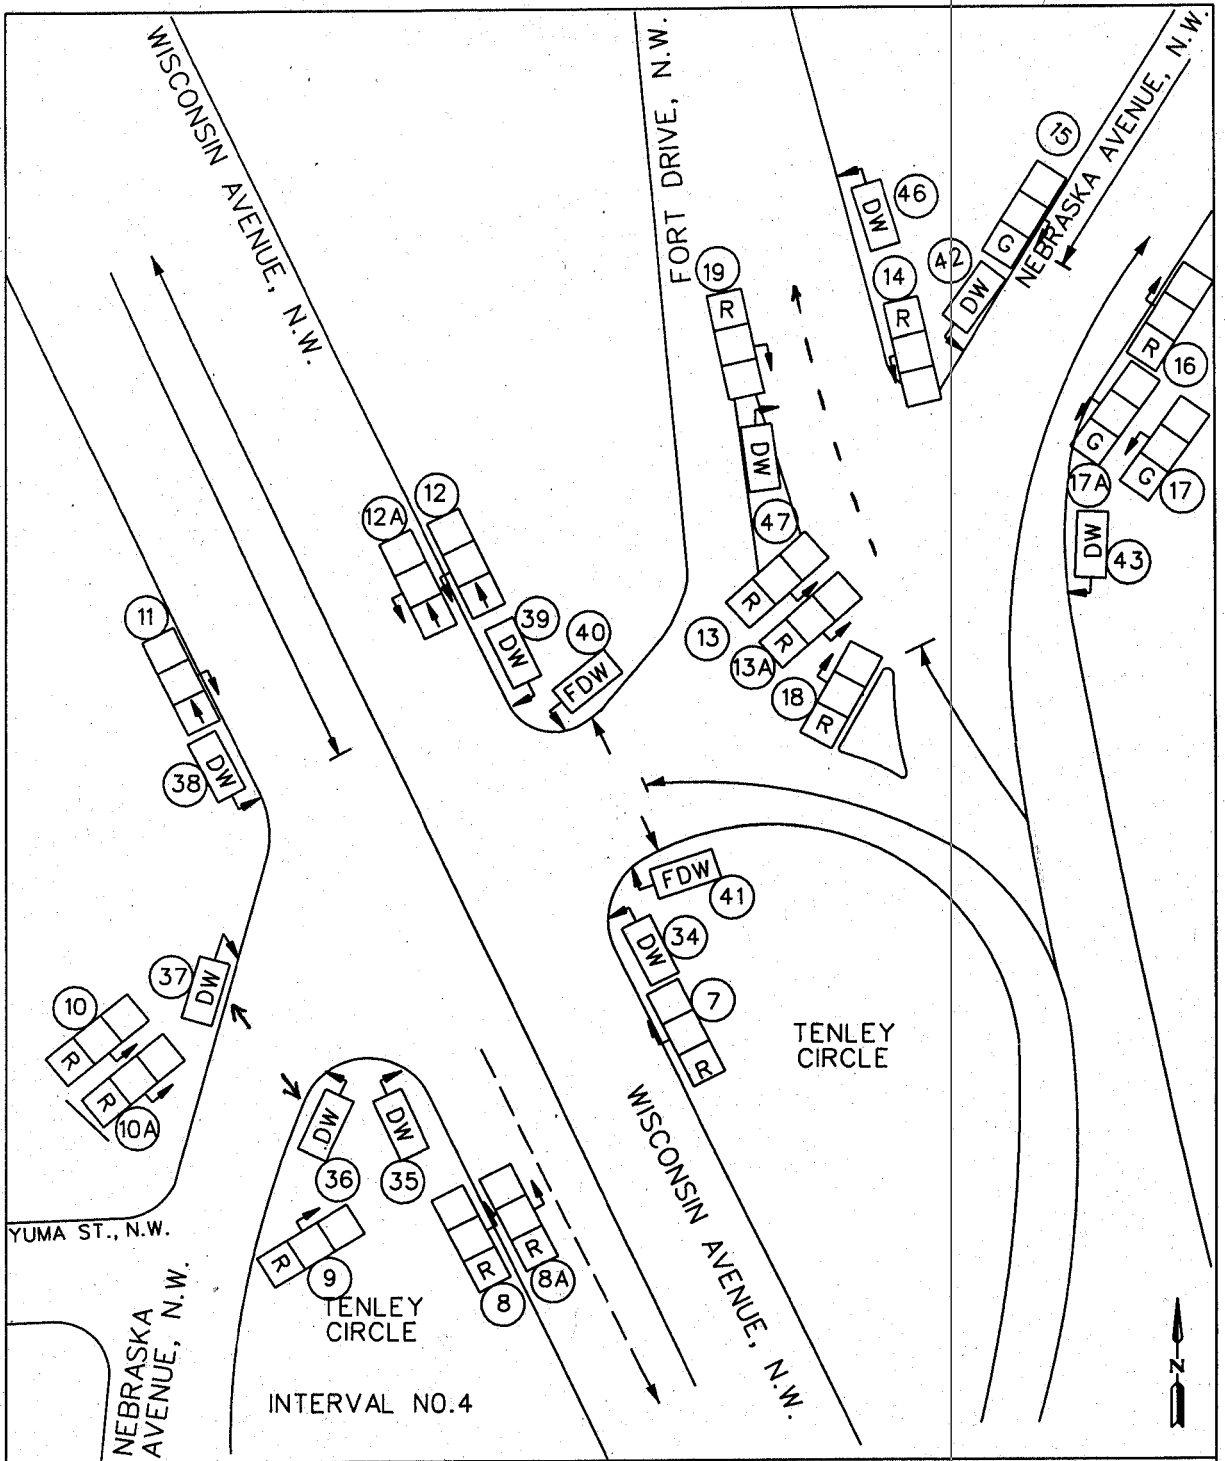 WISCONSIN AVENUE, N.W.
FORT DRIVE, N.W.
NEBRASKA AVENUE, N.W.
15
46
DW
G
42
DW
14
R
19
R
DW
47
R
16
G
17A
G
17
DW
43
12
12A
11
DW
38
DW
39
40
FDW
R
13
R
13A
18
R
FDW
41
34
DW
7
R
37
DW
10
R
R
10A
TENLEY
CIRCLE
DW
36
DW
35
WISCONSIN AVENUE, N.W.
YUMA ST., N.W.
R
9
R
8
R
8A
TENLEY
CIRCLE
NEBRASKA
AVENUE, N.W.
INTERVAL NO.4
N